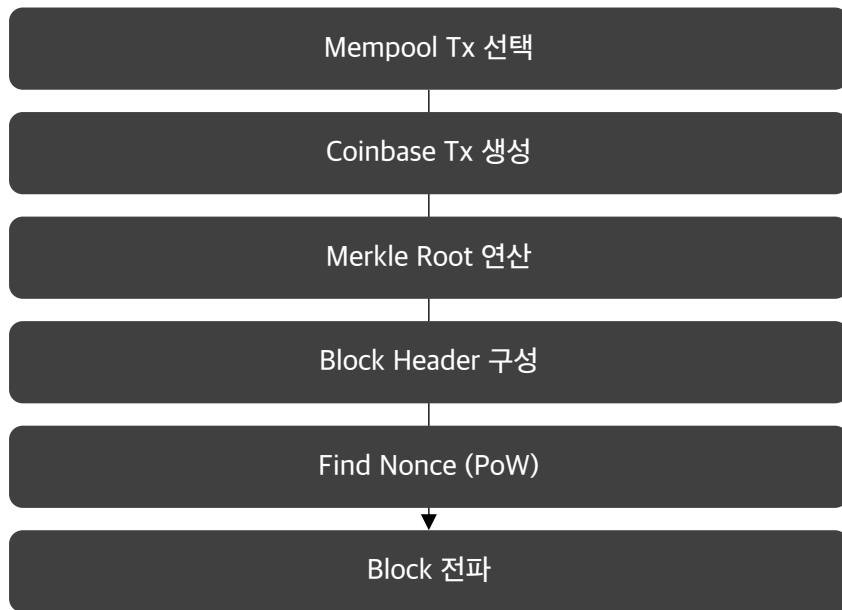 Mempool Tx 선택
Coinbase Tx 생성
Merkle Root 연산
Block Header 구성
Find Nonce (PoW)
Block 전파